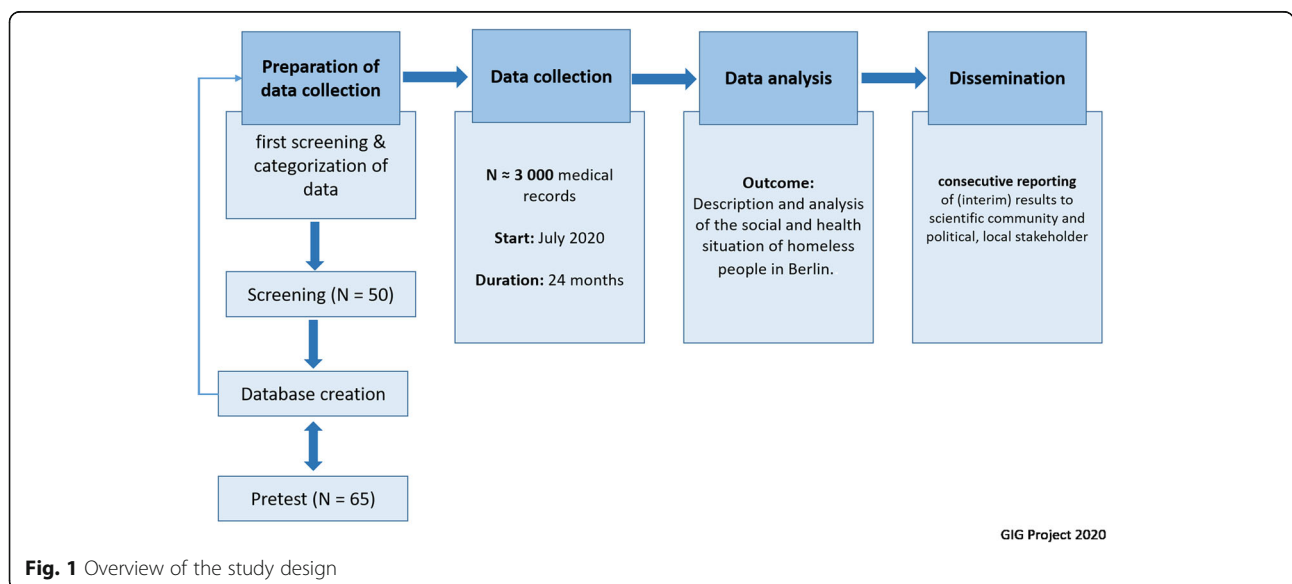 Preparation of
data collection
first screening &
categorization of
data
Screening (N = 50)
Database creation
Pretest (N = 65)
Data collection
N ≈ 3 000 medical
records
Start: July 2020
Duration: 24 months
Data analysis
Outcome:
Description and analysis
of the social and health
situation of homeless
people in Berlin.
Dissemination
consecutive reporting
of (interim) results to
scientific community and
political, local stakeholder
GIG Project 2020
Fig. 1 Overview of the study design